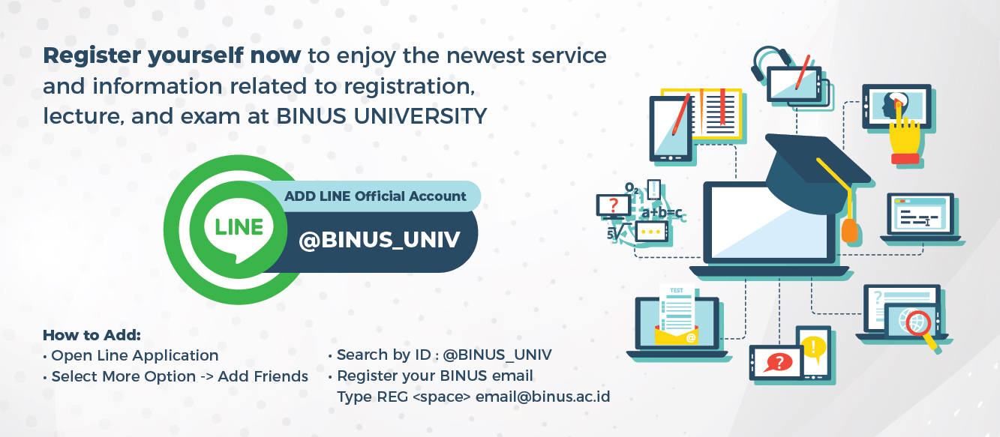 Register yourself now to enjoy the newest service
and information related to registration,
lecture, and exam at BINUS UNIVERSITY
ADD LINE Official Account
LINE
@BINUS_UNIV
How to Add:
• Open Line Application
• Select More Option -> Add Friends
• Search by ID : @BINUS_UNIV
• Register your BINUS email
Type REG <space> email@binus.ac.id
O₂
!
?
a+b=c
5√
TEST
@
?
!
?